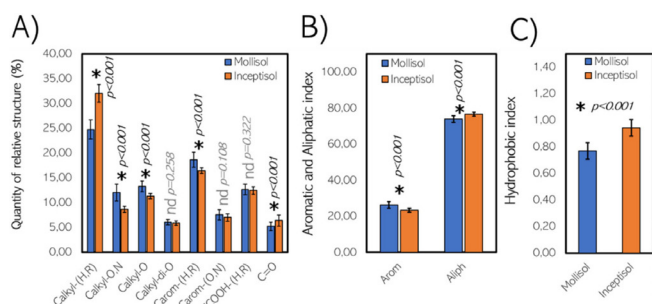 A)
Quantity of relative structure (%)
40,00
35,00
30,00
25,00
20,00
15,00
10,00
5,00
0,00
Mollisol
Inceptisol
* p<0.001
* p<0.001
* p<0.001
nd p=0.258
* p<0.001
nd p=0.108
nd p=0.322
* p<0.001
Calkyl-(H,R)
Calkyl-O,N
Calkyl-O
Calkyl-di-O
Carom-(H,R)
Carom-(O,N)
COOH-(H,R)
C=O
B)
Aromatic and Aliphatic index
100.00
80.00
60.00
40.00
20.00
0.00
Mollisol
Inceptisol
* p<0.001
* p<0.001
Arom
Aliph
C)
Hydrophobic index
1,40
1,20
1,00
0,80
0,60
0,40
0,20
0,00
Mollisol
Inceptisol
* p<0.001
Mollisol
Inceptisol